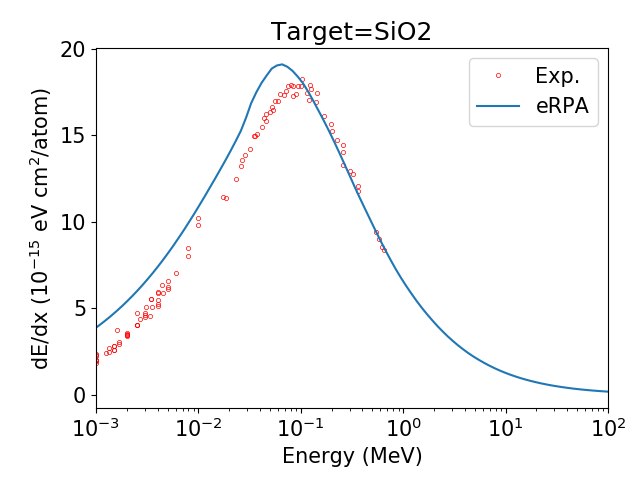 Target=SiO2
dE/dx (10⁻¹⁵ eV cm²/atom)
20
15
10
5
0
Exp.
eRPA
10⁻³ 10⁻² 10⁻¹ 10⁰ 10¹ 10²
Energy (MeV)